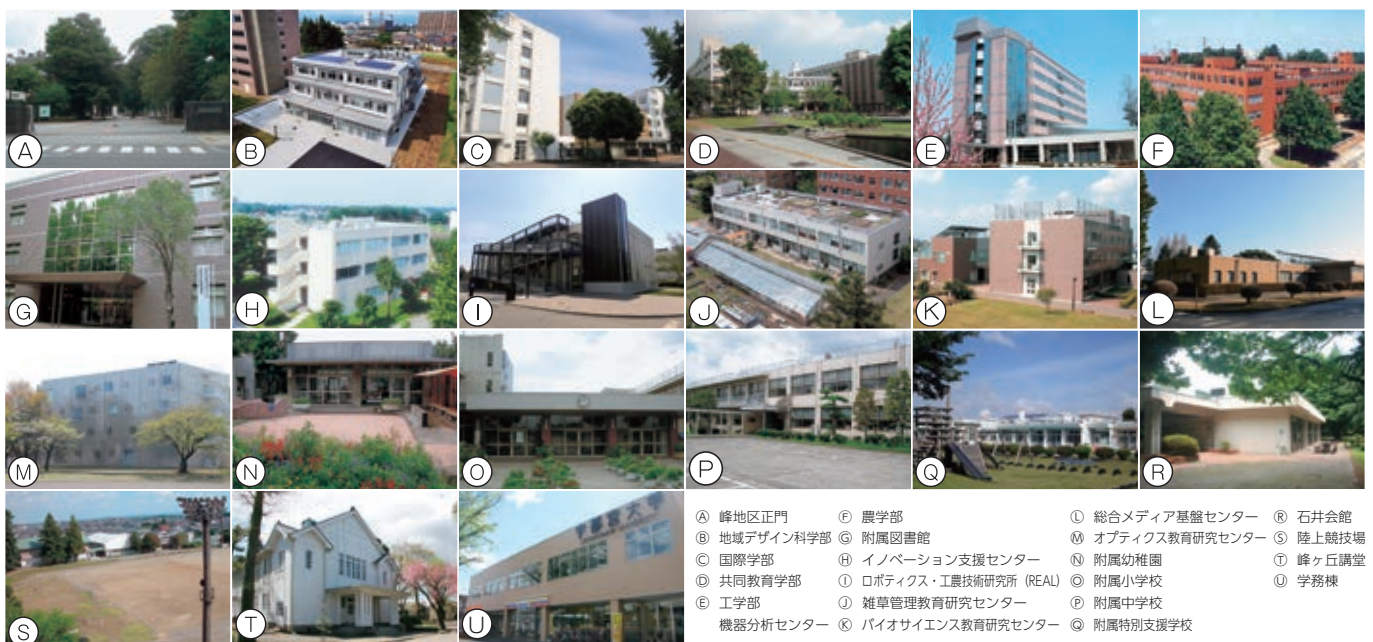 A
B
C
D
E
F
G
H
I
J
K
L
M
N
O
P
Q
R
S
T
U
宇都宮大学
Ⓐ 峰地区正門
Ⓑ 地域デザイン科学部
Ⓒ 国際学部
Ⓓ 共同教育学部
Ⓔ 工学部
機器分析センター
Ⓕ 農学部
Ⓖ 附属図書館
Ⓗ イノベーション支援センター
Ⓘ ロボティクス・工農技術研究所（REAL）
Ⓙ 雑草管理教育研究センター
Ⓚ バイオサイエンス教育研究センター
Ⓛ 総合メディア基盤センター
Ⓜ オプティクス教育研究センター
Ⓝ 附属幼稚園
Ⓞ 附属小学校
Ⓟ 附属中学校
Ⓠ 附属特別支援学校
Ⓡ 石井会館
Ⓢ 陸上競技場
Ⓣ 峰ヶ丘講堂
Ⓤ 学務棟